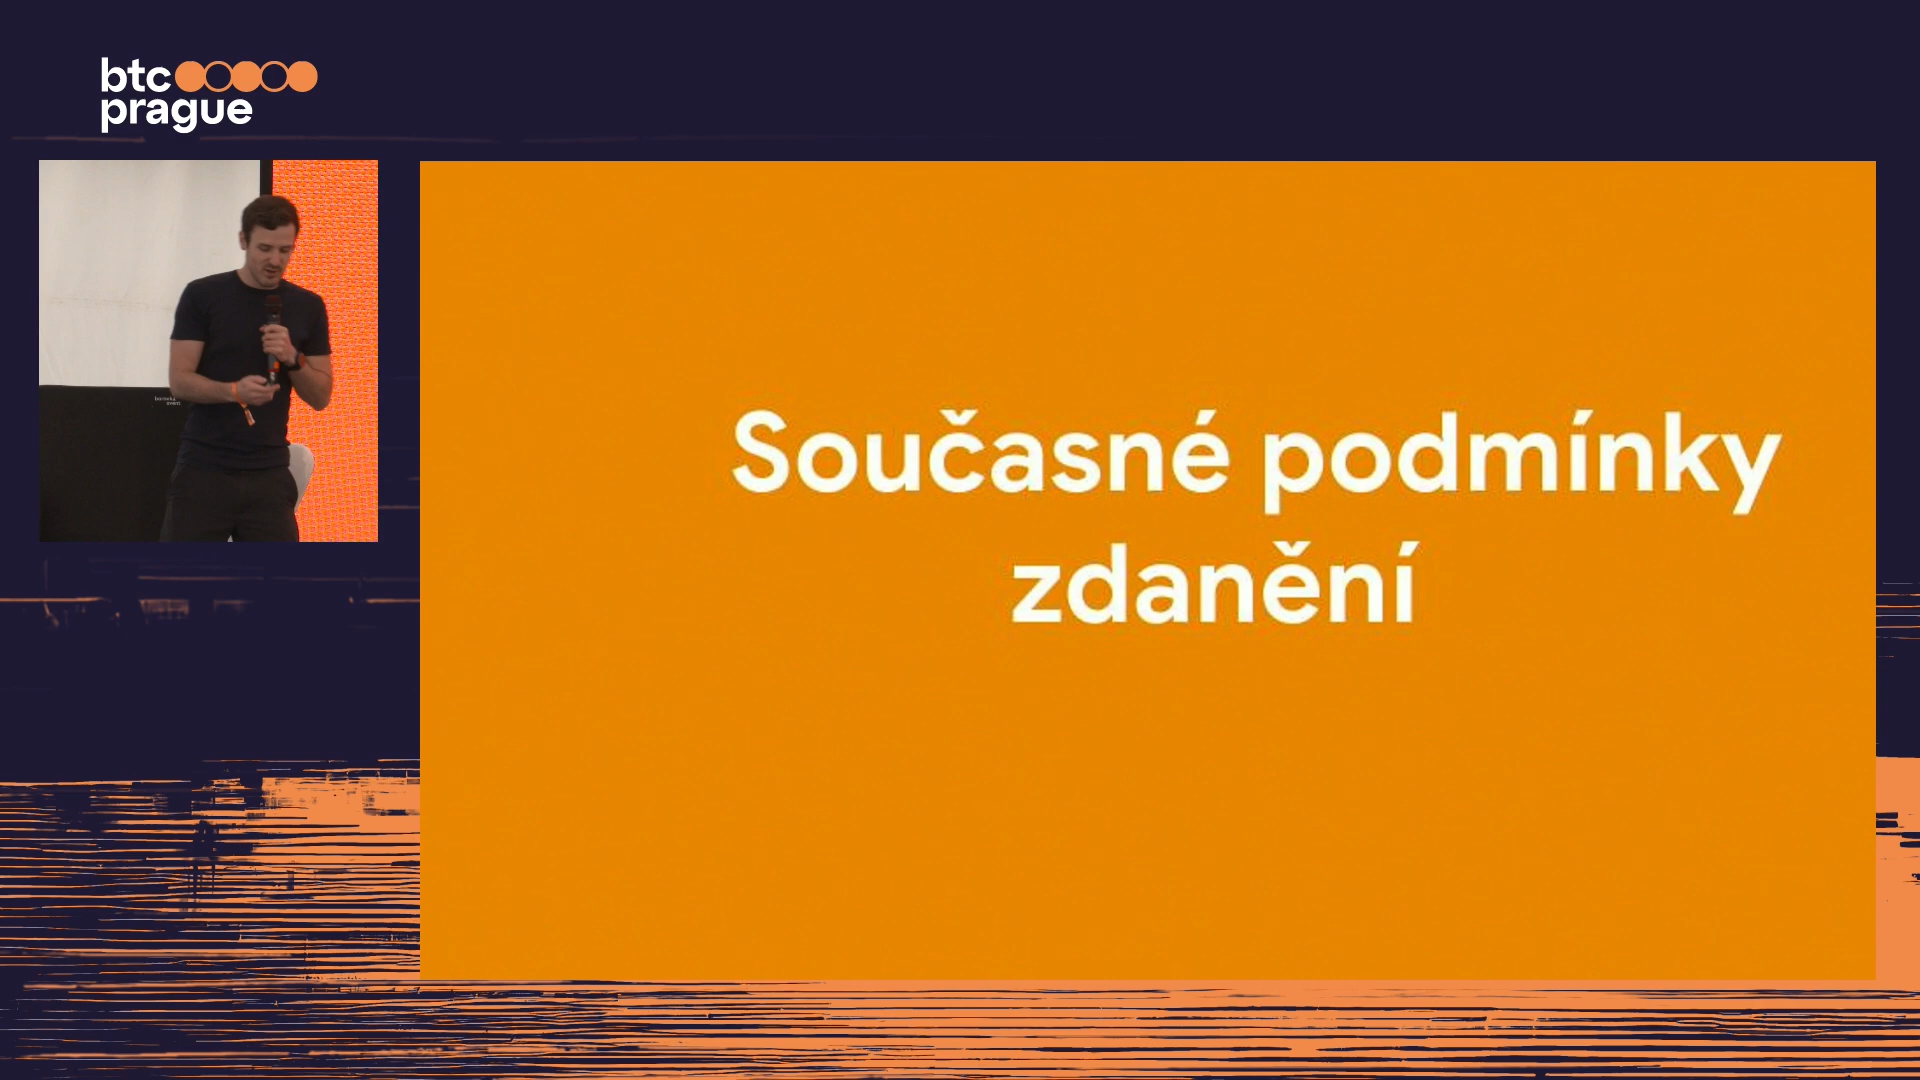 btc
prague
Současné podmínky
zdanění